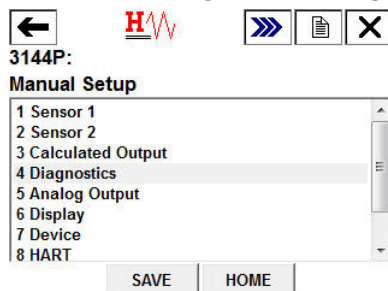 H
3144P:
Manual Setup
1 Sensor 1
2 Sensor 2
3 Calculated Output
4 Diagnostics
5 Analog Output
6 Display
7 Device
8 HART
SAVE HOME